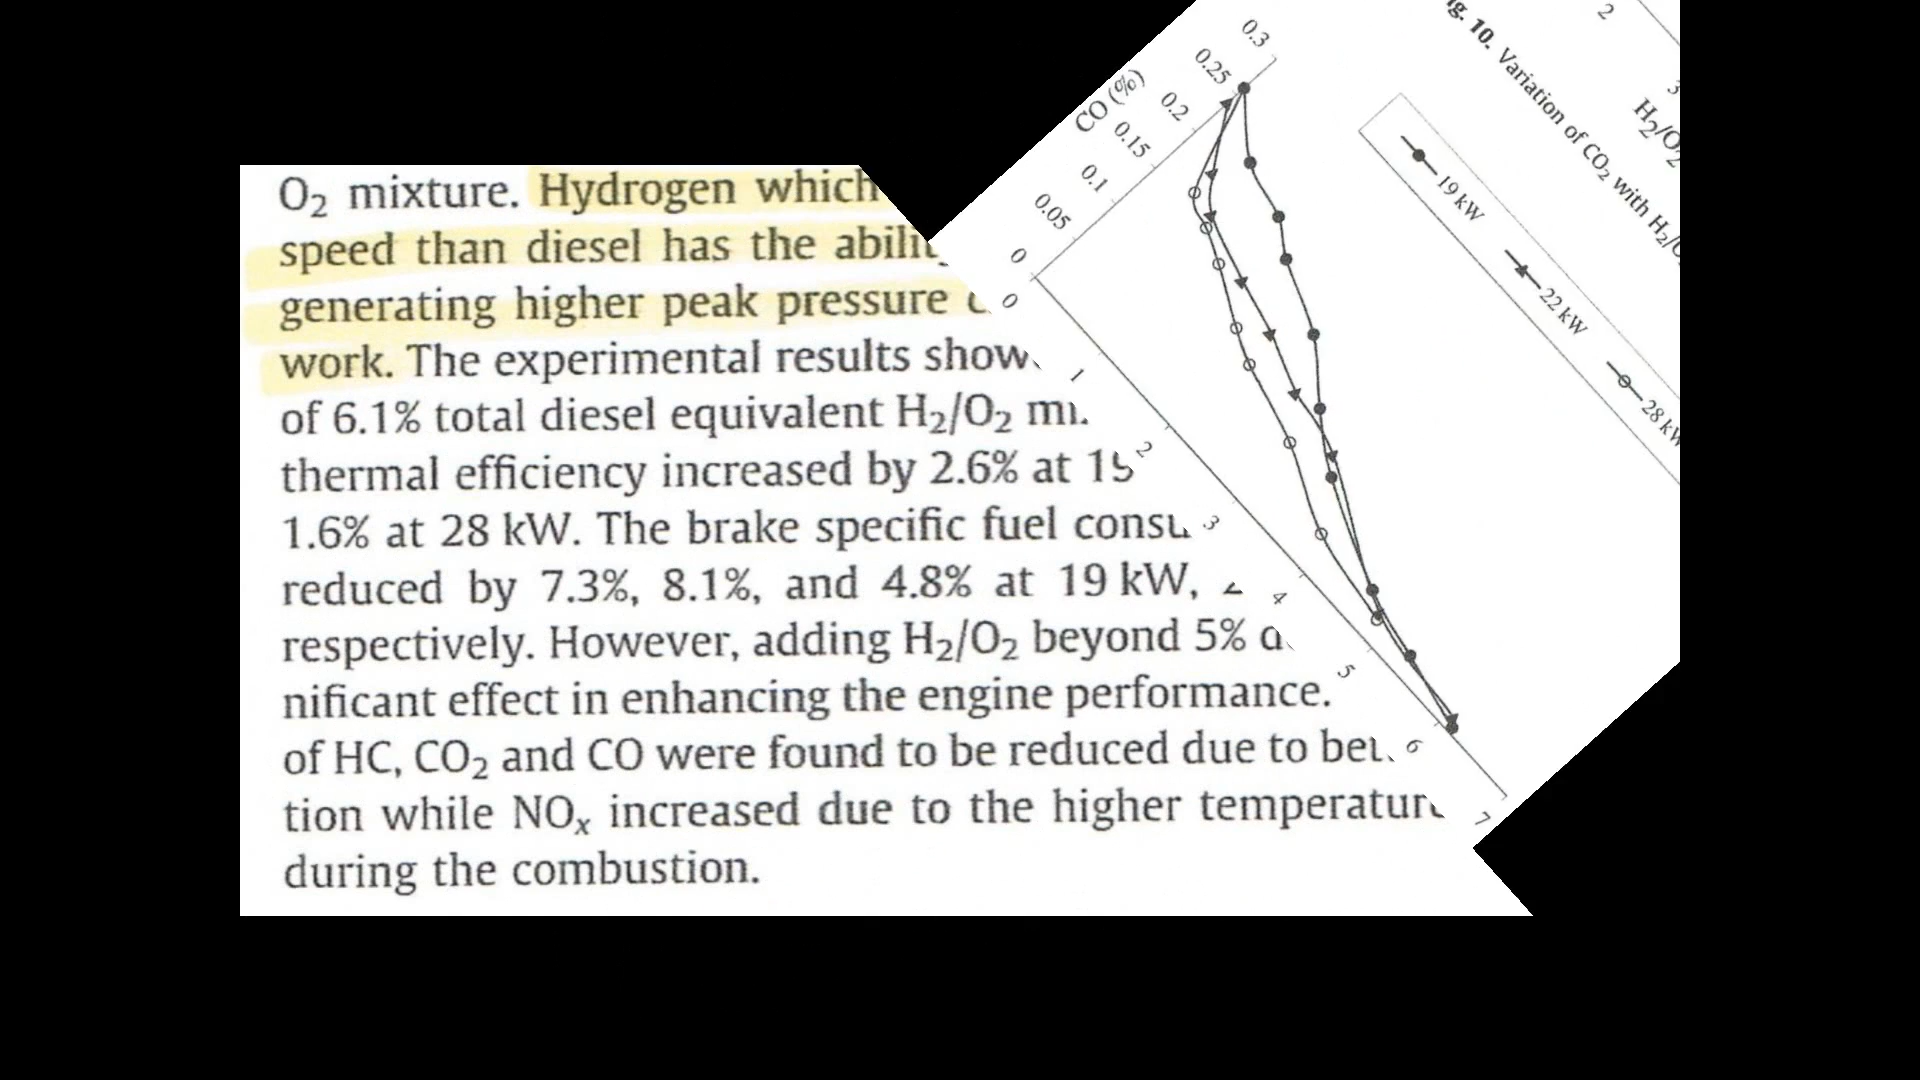 O₂ mixture. Hydrogen which
speed than diesel has the
generating higher peak pressure
work. The experimental results
of 6.1% total diesel equivalent H₂/O₂
thermal efficiency increased by 2.6% at
1.6% at 28 kW. The brake specific fuel
reduced by 7.3%, 8.1%, and 4.8% at 19 kW,
respectively. However, adding H₂/O₂ beyond 5%
nificant effect in enhancing the engine performance.
of HC, CO₂ and CO were found to be reduced due to
tion while NOₓ increased due to the higher
during the combustion.
10. Variation of CO₂ with
2
3
19 kW
22 kW
28
CO (%)
0.3
0.25
0.2
0.15
0.1
0.05
0
0
1
2
3
4
5
6
7